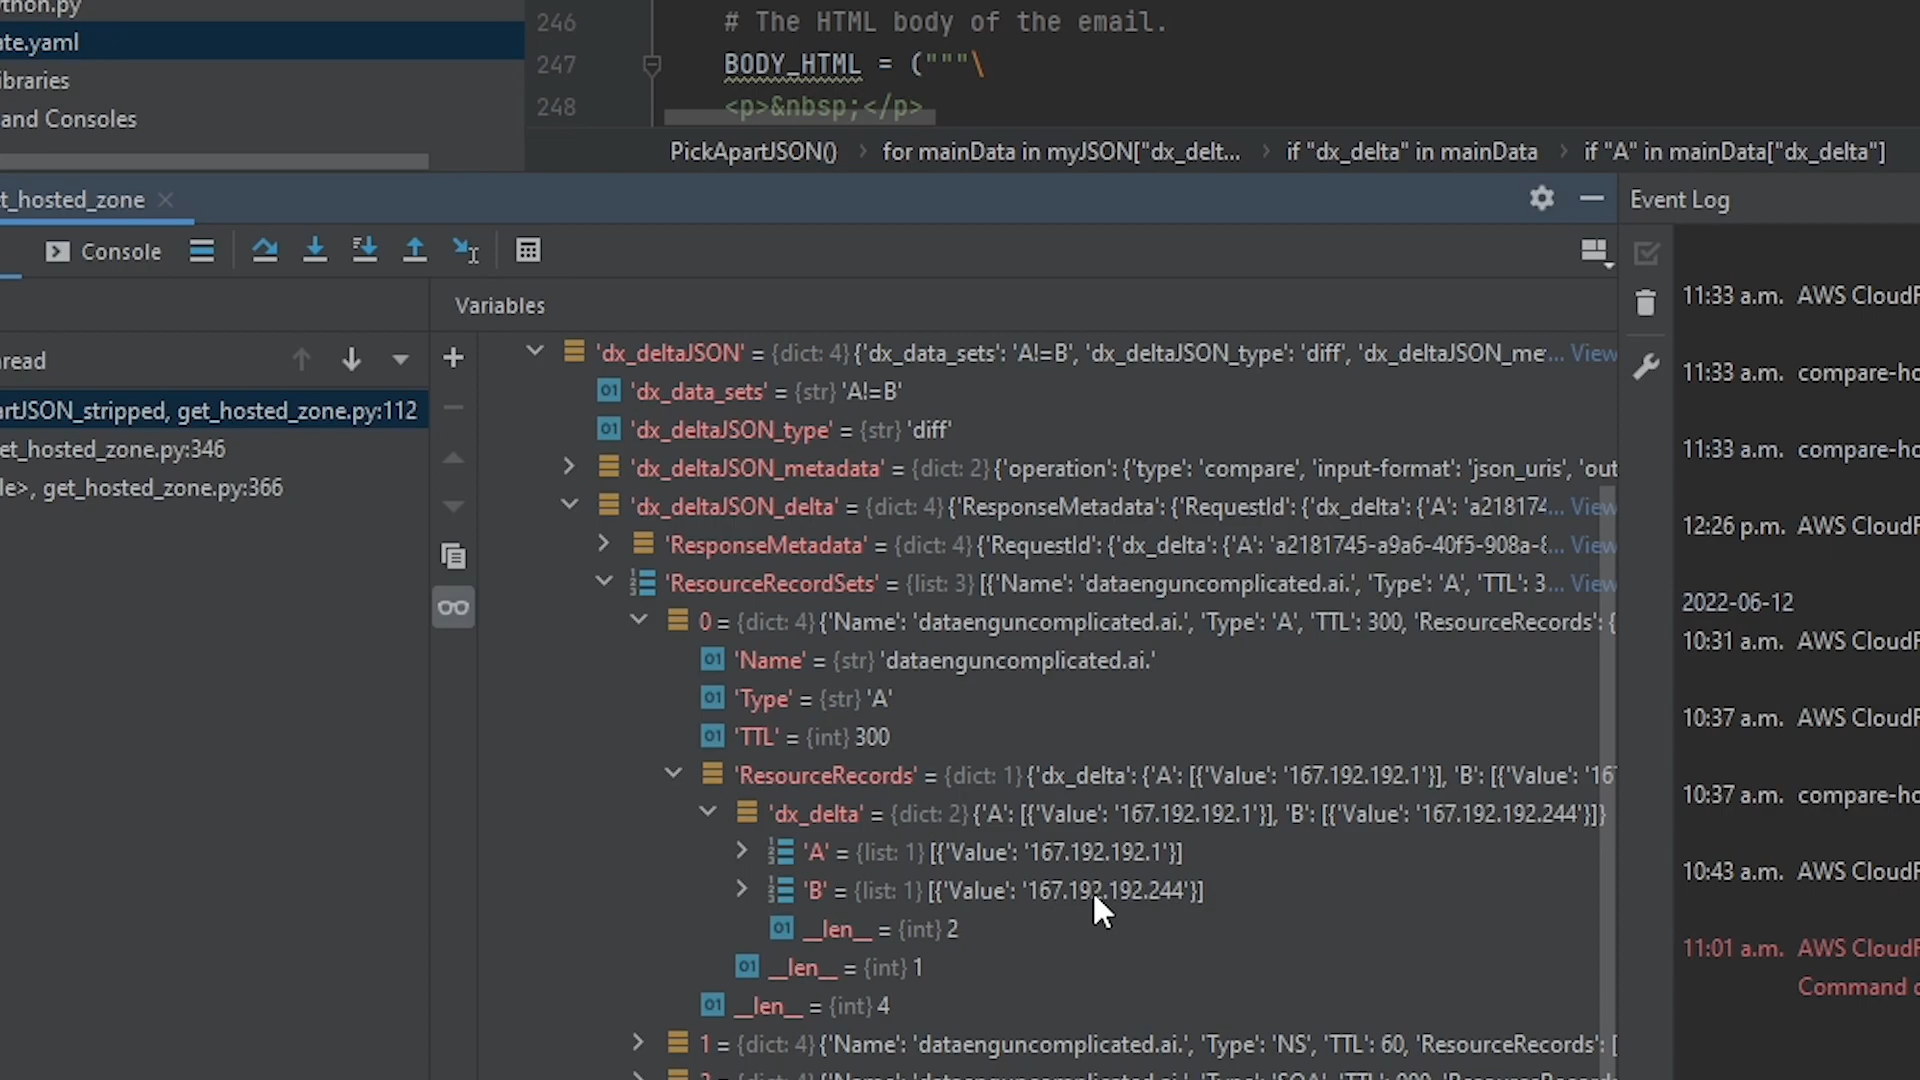 thon.py
ate.yaml
ibraries
and Consoles
246 # The HTML body of the email.
247 BODY_HTML = ("""\
248 <p>&nbsp;</p>
PickApartJSON() for mainData in myJSON["dx_delt... if "dx_delta" in mainData if "A" in mainData["dx_delta"]
t_hosted_zone
Event Log
Console
Variables
read
artJSON_stripped, get_hosted_zone.py:112
et_hosted_zone.py:346
le>, get_hosted_zone.py:366
'dx_deltaJSON' = {dict: 4} {'dx_data_sets': 'A!=B', 'dx_deltaJSON_type': 'diff', 'dx_deltaJSON_me... View
'dx_data_sets' = {str} 'A!=B'
'dx_deltaJSON_type' = {str} 'diff'
'dx_deltaJSON_metadata' = {dict: 2} {'operation': {'type': 'compare', 'input-format': 'json_uris', 'out
'dx_deltaJSON_delta' = {dict: 4} {'ResponseMetadata': {'RequestId': {'dx_delta': {'A': 'a218174... View
'ResponseMetadata' = {dict: 4} {'RequestId': {'dx_delta': {'A': 'a2181745-a9a6-40f5-908a-8... View
'ResourceRecordSets' = {list: 3} [{'Name': 'dataenguncomplicated.ai.', 'Type': 'A', 'TTL': 3... View
0 = {dict: 4} {'Name': 'dataenguncomplicated.ai.', 'Type': 'A', 'TTL': 300, 'ResourceRecords': {
'Name' = {str} 'dataenguncomplicated.ai.'
'Type' = {str} 'A'
'TTL' = {int} 300
'ResourceRecords' = {dict: 1} {'dx_delta': {'A': [{'Value': '167.192.192.1'}], 'B': [{'Value': '16
'dx_delta' = {dict: 2} {'A': [{'Value': '167.192.192.1'}], 'B': [{'Value': '167.192.192.244'}]}
'A' = {list: 1} [{'Value': '167.192.192.1'}]
'B' = {list: 1} [{'Value': '167.192.192.244'}]
__len__ = {int} 2
__len__ = {int} 1
__len__ = {int} 4
1 = {dict: 4} {'Name': 'dataenguncomplicated.ai.', 'Type': 'NS', 'TTL': 60, 'ResourceRecords': [
11:33 a.m. AWS CloudF
11:33 a.m. compare-ho
11:33 a.m. compare-ho
12:26 p.m. AWS CloudF
2022-06-12
10:31 a.m. AWS CloudF
10:37 a.m. AWS CloudF
10:37 a.m. compare-ho
10:43 a.m. AWS CloudF
11:01 a.m. AWS CloudF
Command